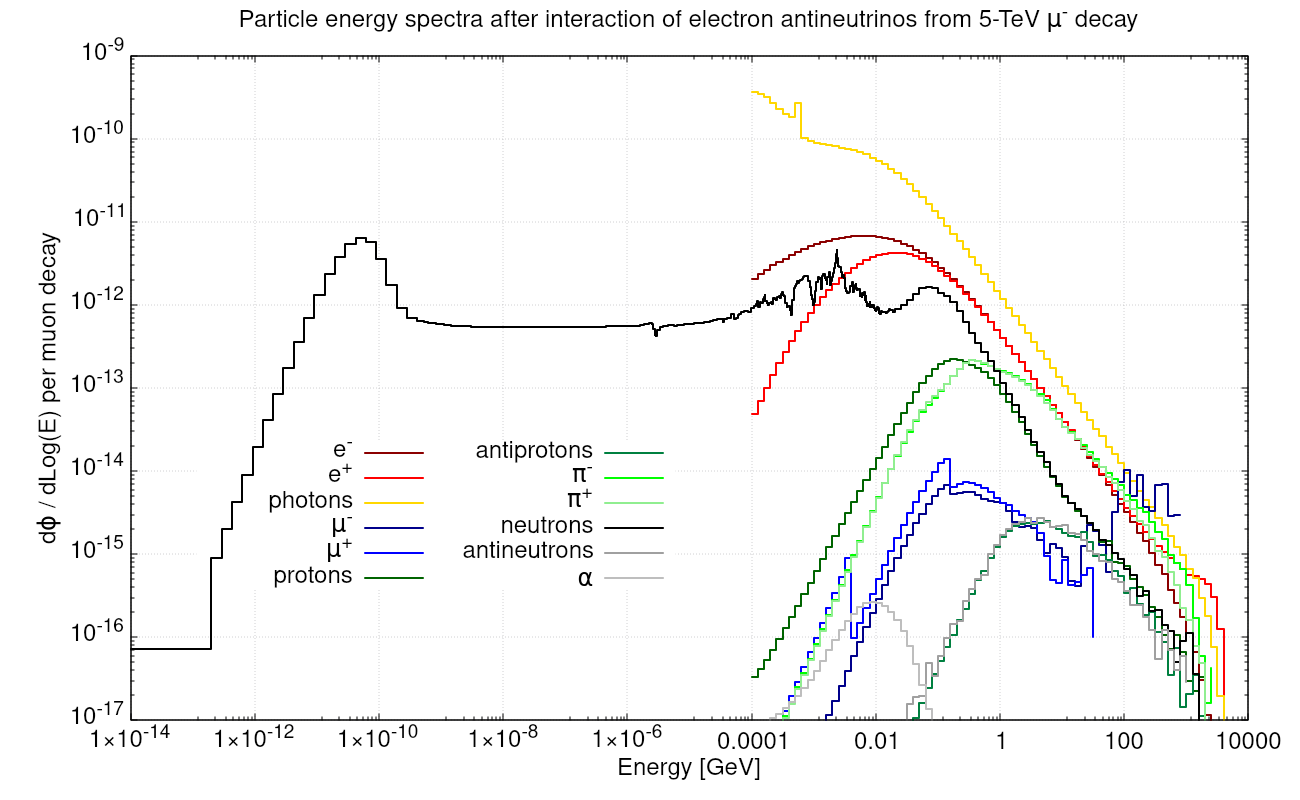 Particle energy spectra after interaction of electron antineutrinos from 5-TeV μ⁻ decay
10⁻⁹
10⁻¹⁰
10⁻¹¹
10⁻¹²
10⁻¹³
10⁻¹⁴
10⁻¹⁵
10⁻¹⁶
10⁻¹⁷
dϕ / dLog(E) per muon decay
e⁻ antiprotons
e⁺ π⁻
photons π⁺
μ⁻ neutrons
μ⁺ antineutrons
protons α
1×10⁻¹⁴ 1×10⁻¹² 1×10⁻¹⁰ 1×10⁻⁸ 1×10⁻⁶ 0.0001 0.01 1 100 10000
Energy [GeV]